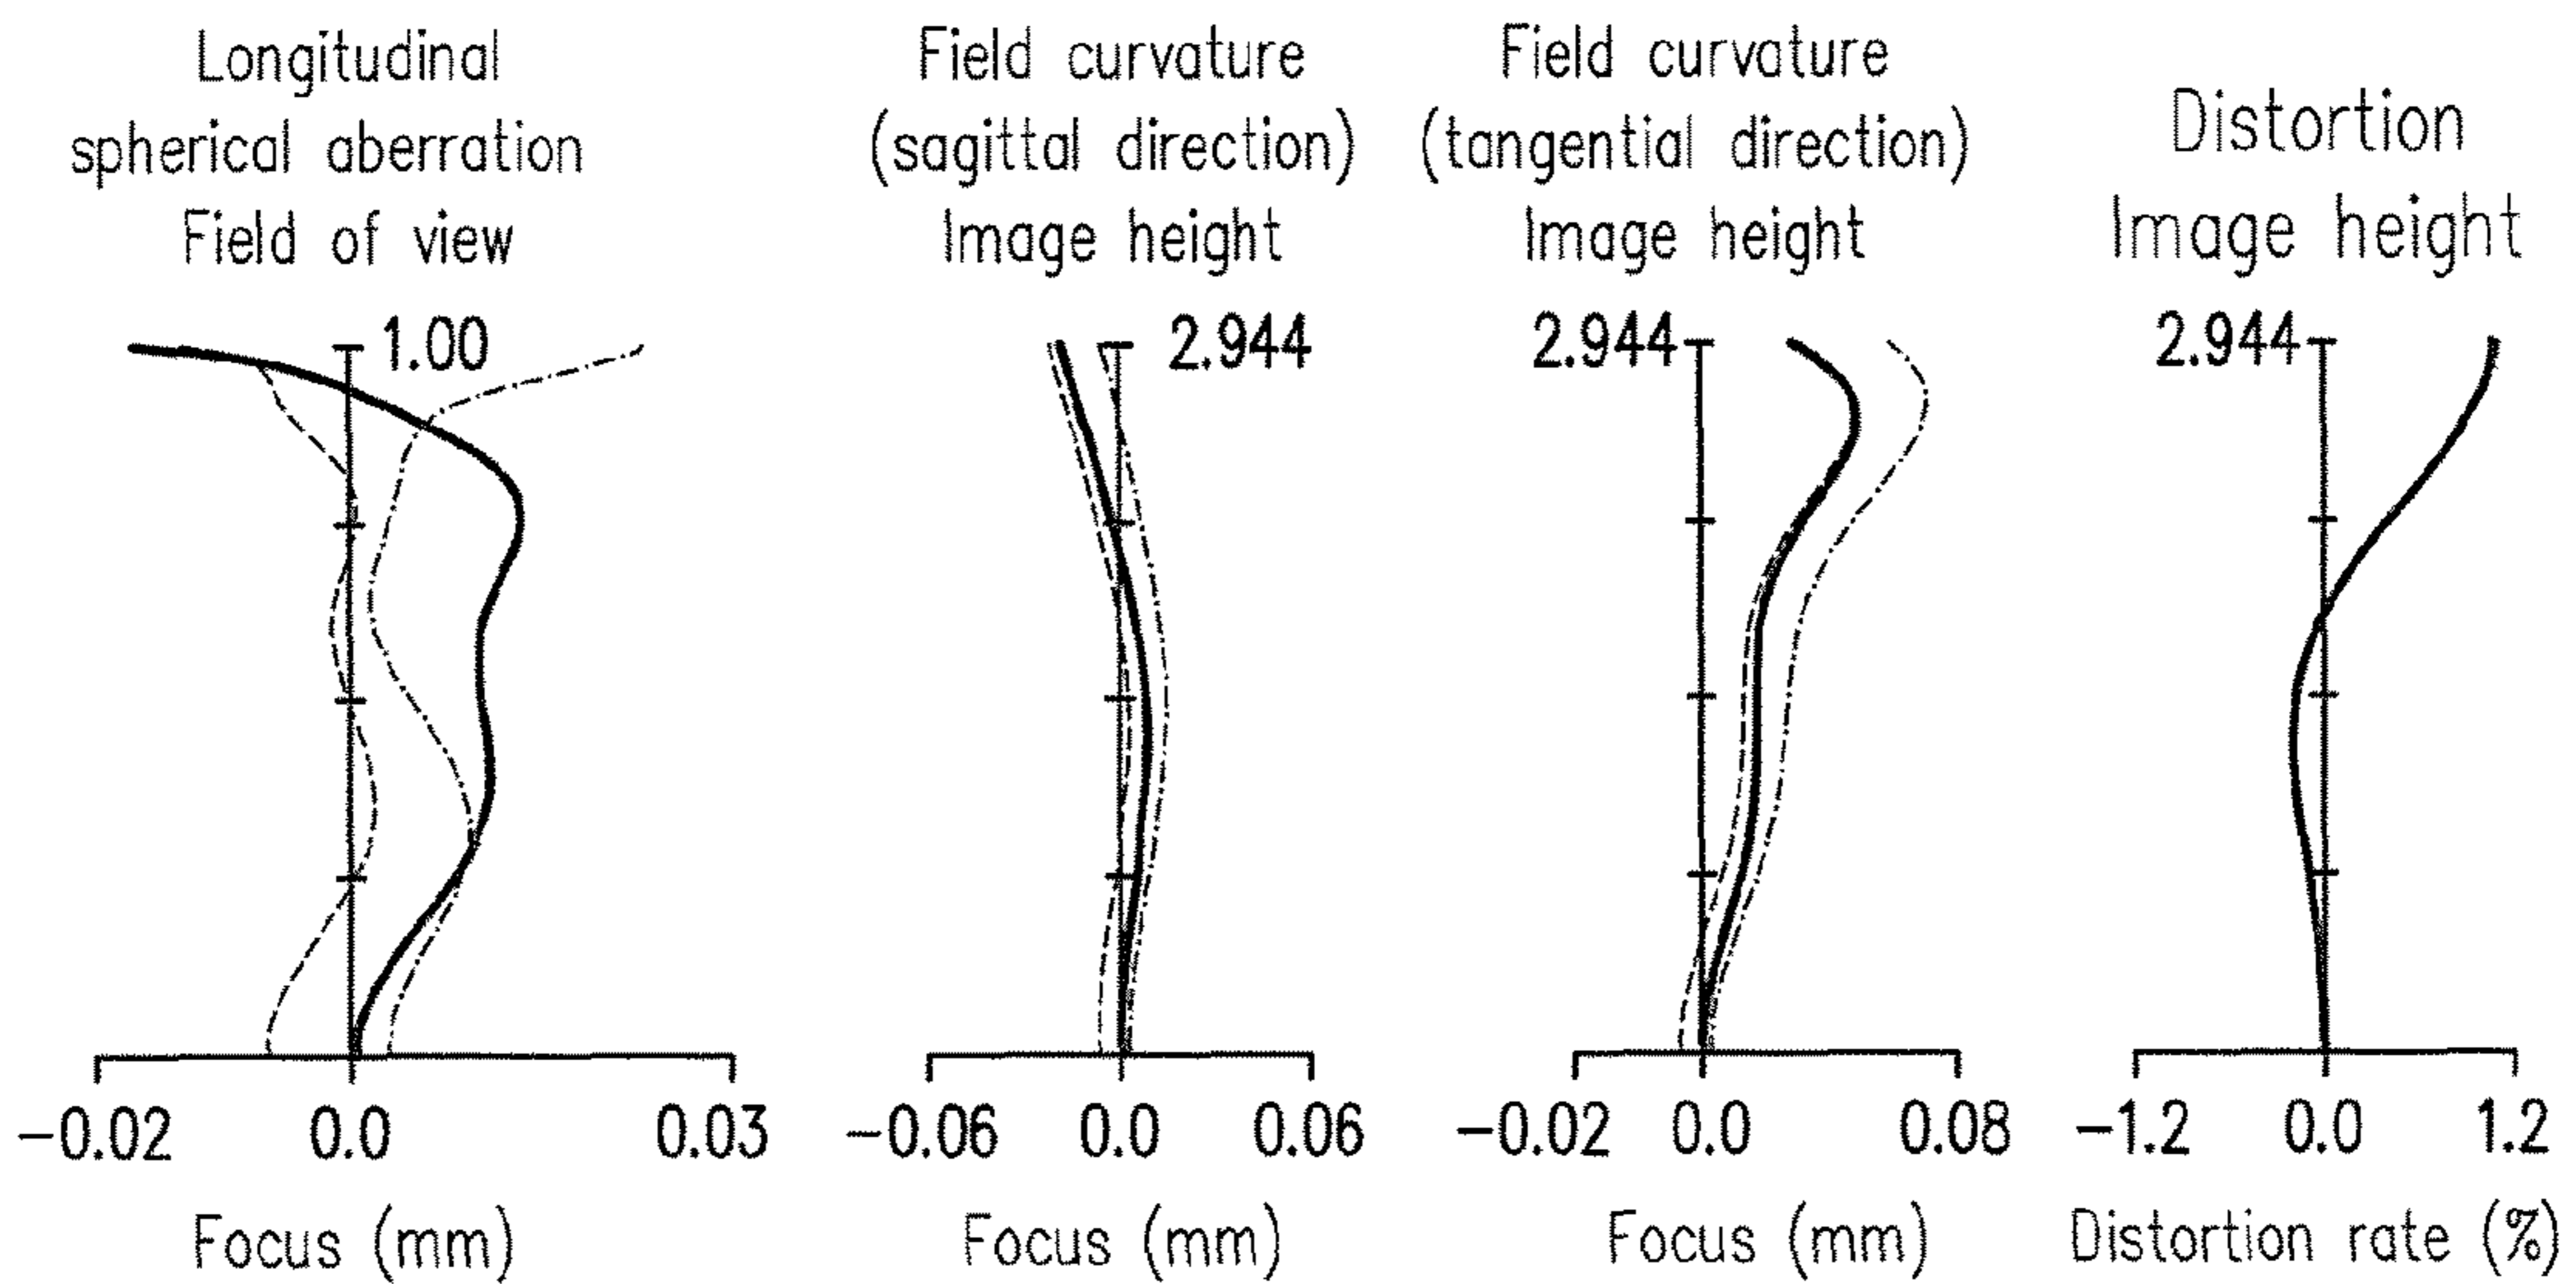 Longitudinal
spherical aberration
Field of view
1.00
−0.02 0.0 0.03
Focus (mm)
Field curvature
(sagittal direction)
Image height
2.944
−0.06 0.0 0.06
Focus (mm)
Field curvature
(tangential direction)
Image height
2.944
−0.02 0.0 0.08
Focus (mm)
Distortion
Image height
2.944
−1.2 0.0 1.2
Distortion rate (%)